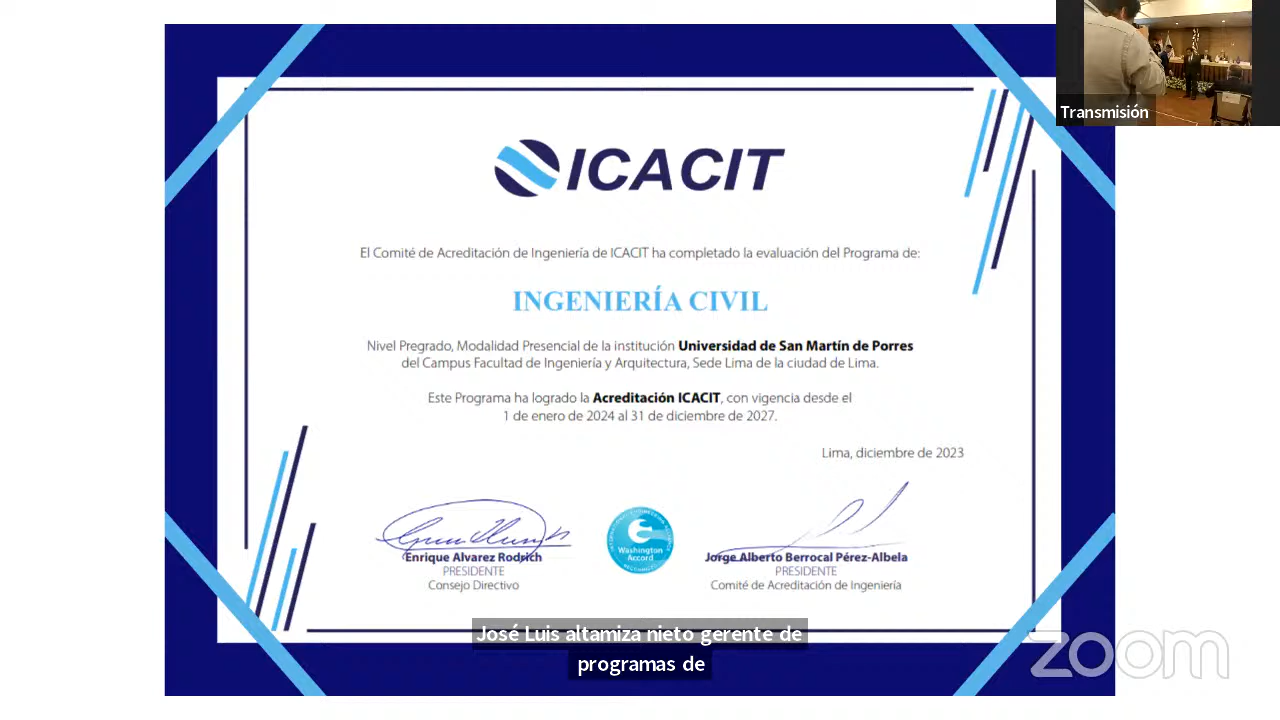 Transmisión
ICACIT
El Comité de Acreditación de Ingeniería de ICACIT ha completado la evaluación del Programa de:
INGENIERÍA CIVIL
Nivel Pregrado, Modalidad Presencial de la institución Universidad de San Martín de Porres
del Campus Facultad de Ingeniería y Arquitectura, Sede Lima de la ciudad de Lima.
Este Programa ha logrado la Acreditación ICACIT, con vigencia desde el
1 de enero de 2024 al 31 de diciembre de 2027.
Lima, diciembre de 2023
Enrique Alvarez Rodrich
PRESIDENTE
Consejo Directivo
INTERNATIONAL ENGINEERING ALLIANCE
Washington
Accord
RECOGNIZED
Jorge Alberto Berrocal Pérez-Albela
PRESIDENTE
Comité de Acreditación de Ingeniería
José Luis altamiza nieto gerente de
programas de
zoom